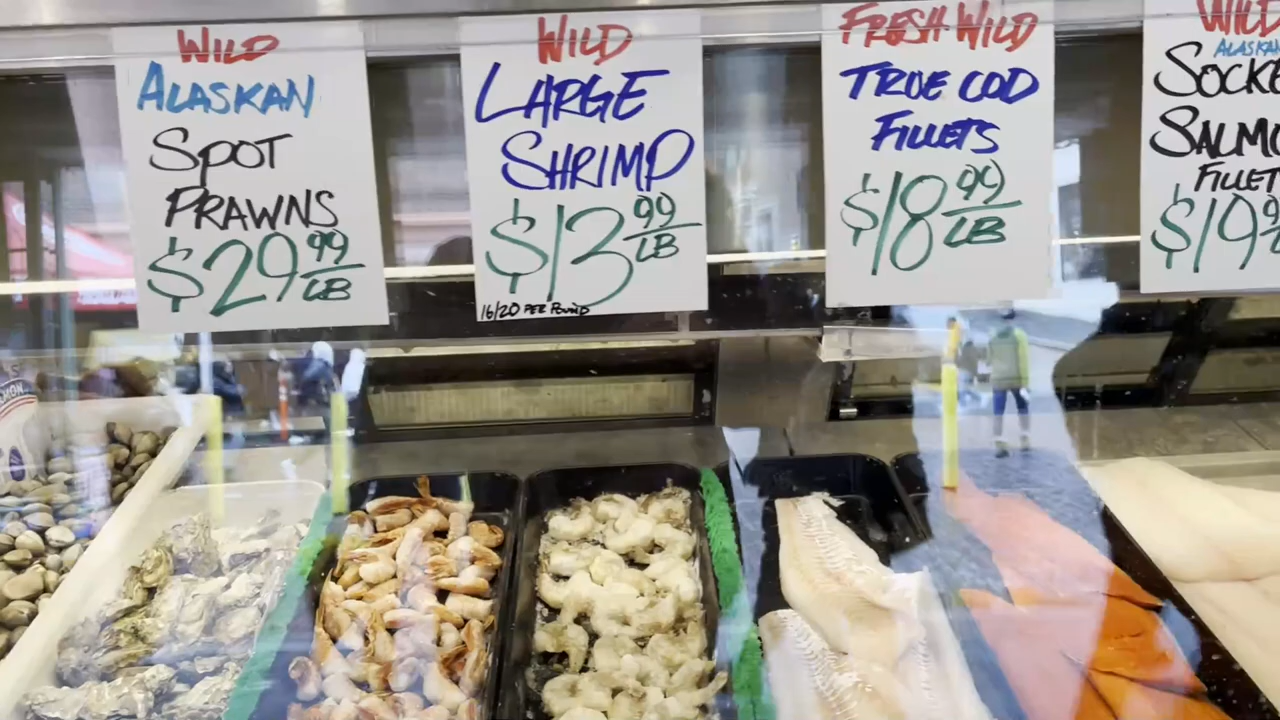 WILD
ALASKAN
SPOT
PRAWNS
$29 99
LB
WILD
LARGE
SHRIMP
$13 99
LB
16/20 PER POUND
FRESH WILD
TRUE COD
FILLETS
$18 99
LB
WILD
ALASKAN
SOCKE
SALMO
FILLET
$19 9
LB